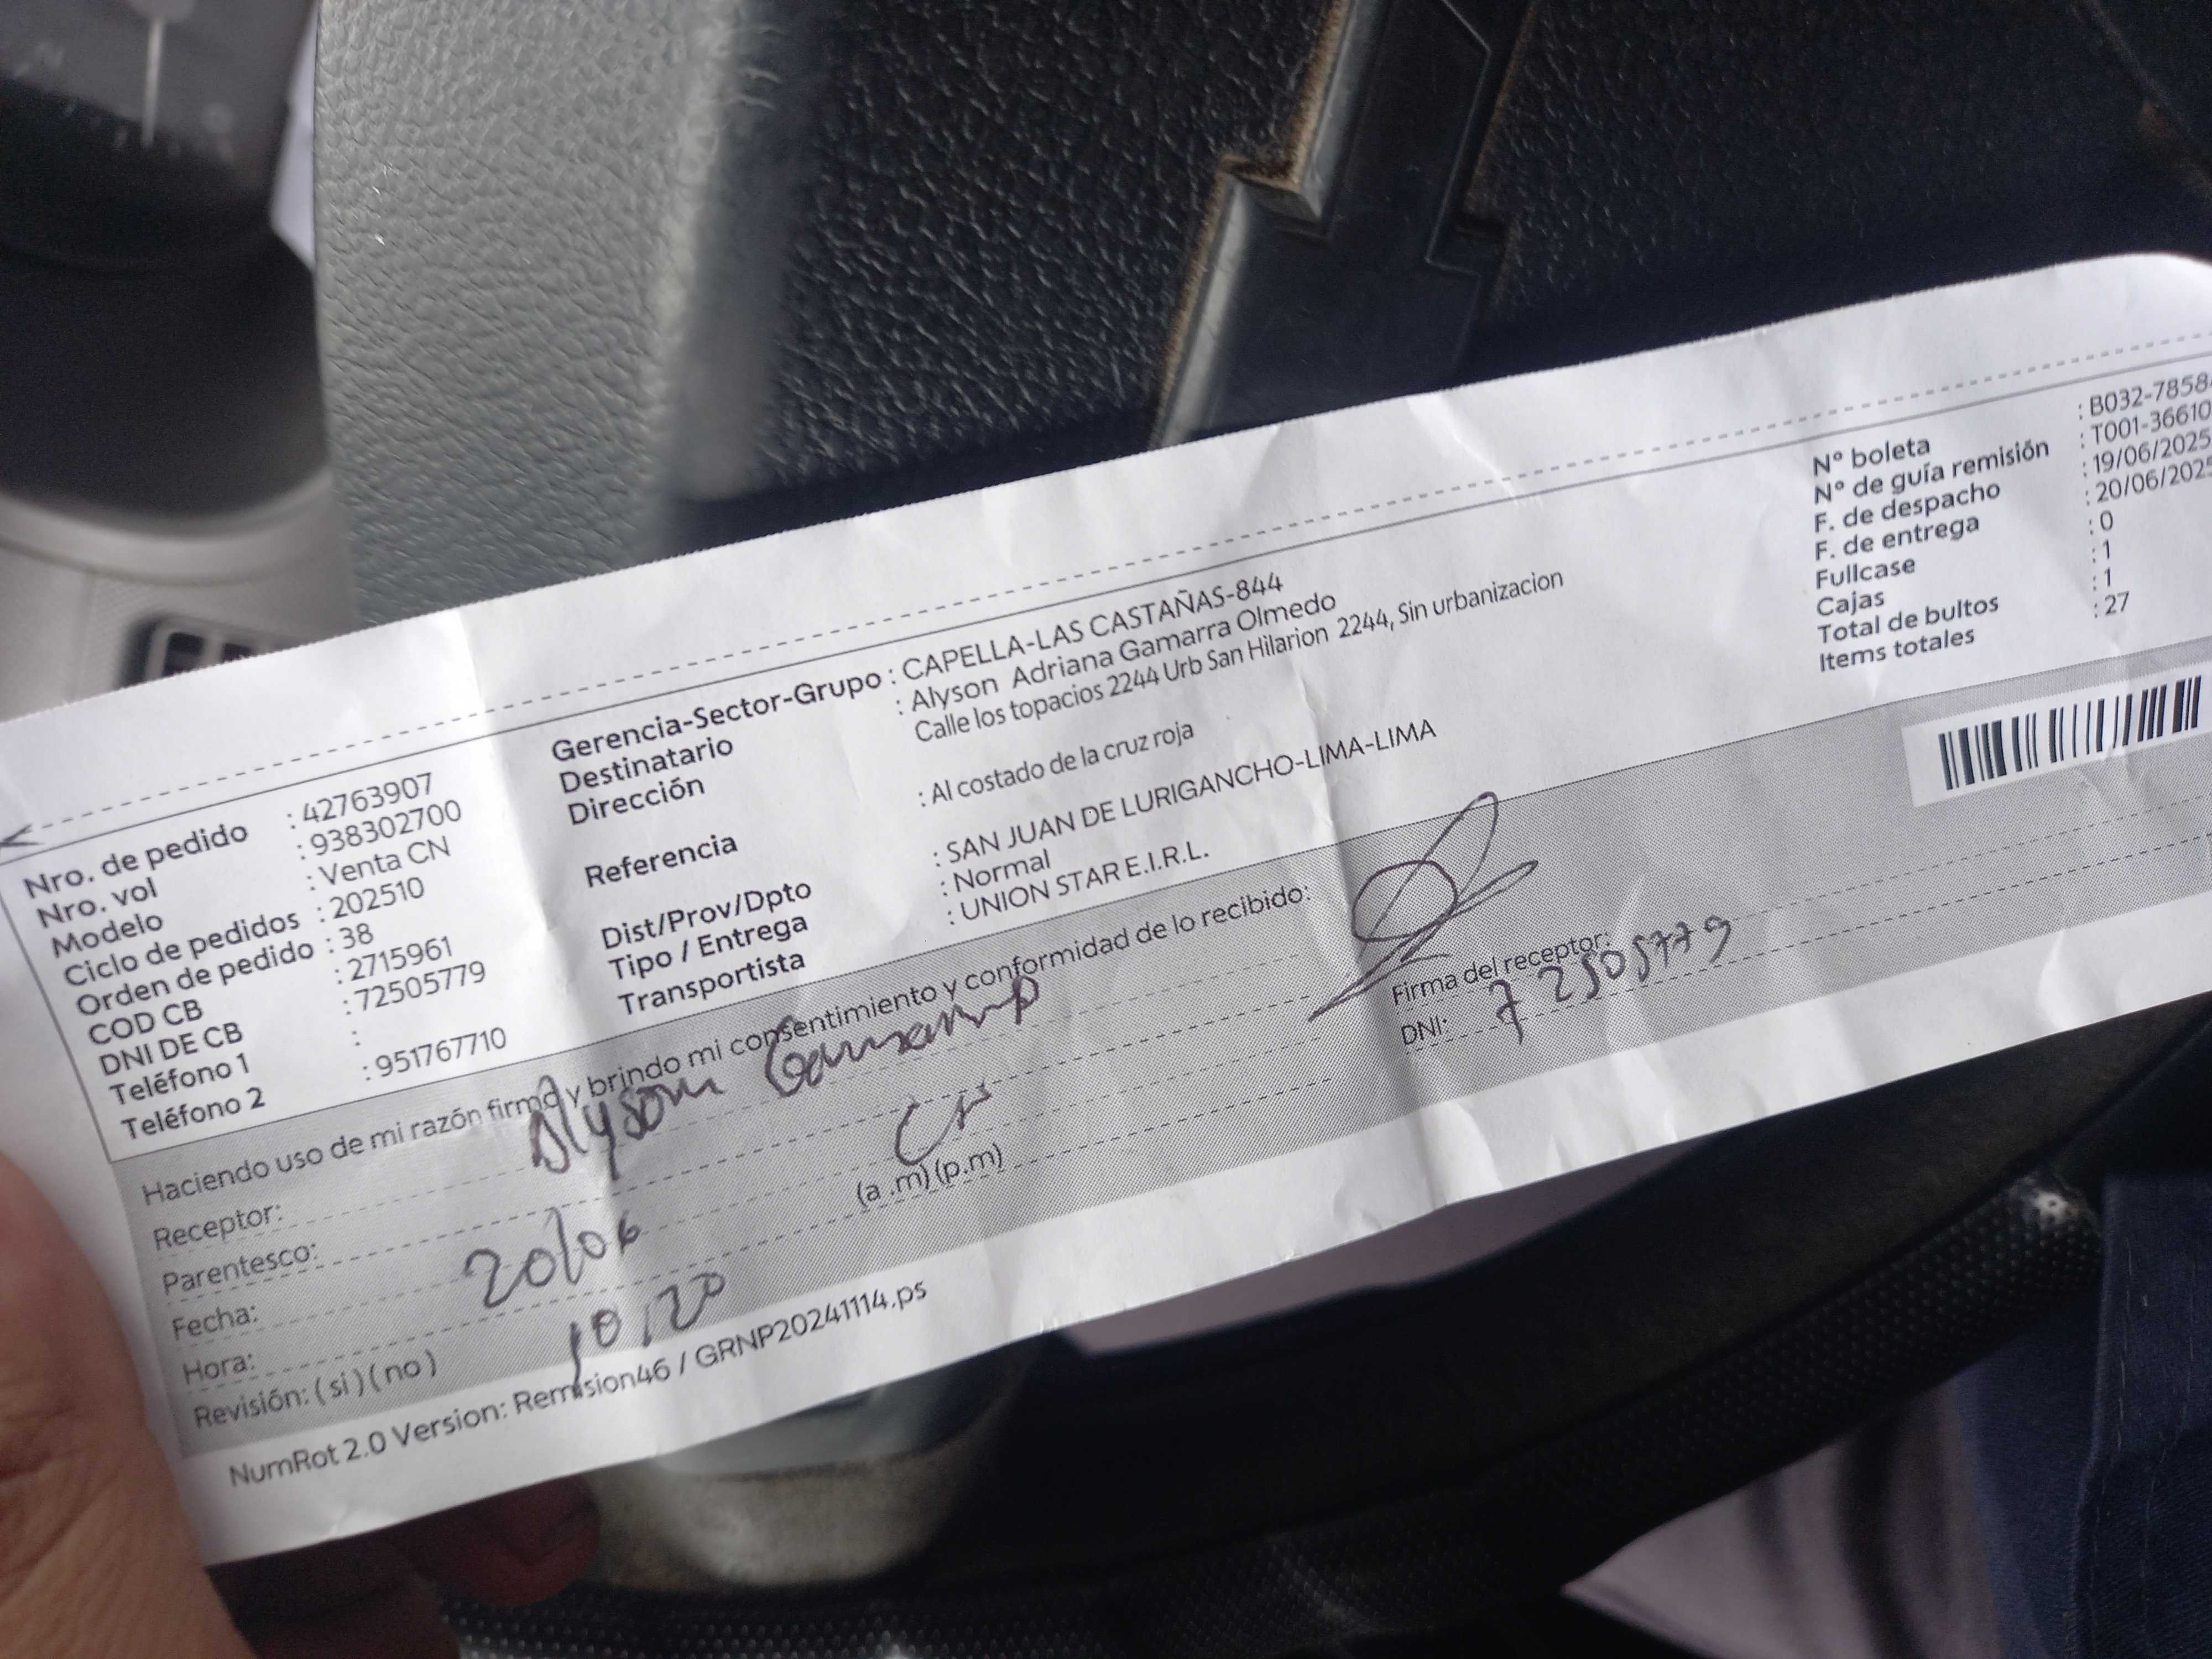 Nro. de pedido : 42763907
Nro. vol : 938302700
Modelo : Venta CN
Ciclo de pedidos : 202510
Orden de pedido : 38
COD CB : 2715961
DNI DE CB : 72505779
Teléfono 1 :
Teléfono 2 : 951767710
Gerencia-Sector-Grupo : CAPELLA-LAS CASTAÑAS-844
Destinatario : Alyson Adriana Gamarra Olmedo
Dirección Calle los topacios 2244 Urb San Hilarion 2244, Sin urbanizacion
Referencia : Al costado de la cruz roja
Dist/Prov/Dpto : SAN JUAN DE LURIGANCHO-LIMA-LIMA
Tipo / Entrega : Normal
Transportista : UNION STAR E.I.R.L.
N° boleta : B032-7858
N° de guía remisión : T001-36610
F. de despacho : 19/06/2025
F. de entrega : 20/06/2025
Fullcase : 0
Cajas : 1
Total de bultos : 1
Items totales : 27
Haciendo uso de mi razón firmo y brindo mi consentimiento y conformidad de lo recibido:
Receptor: Alyson Gamarra
Parentesco:
Fecha: 20/06
Hora: 10:20 (a .m) (p.m)
Revisión: ( si ) ( no )
Firma del receptor:
DNI: 72505779
NumRot 2.0 Version: Remision46 / GRNP20241114.ps